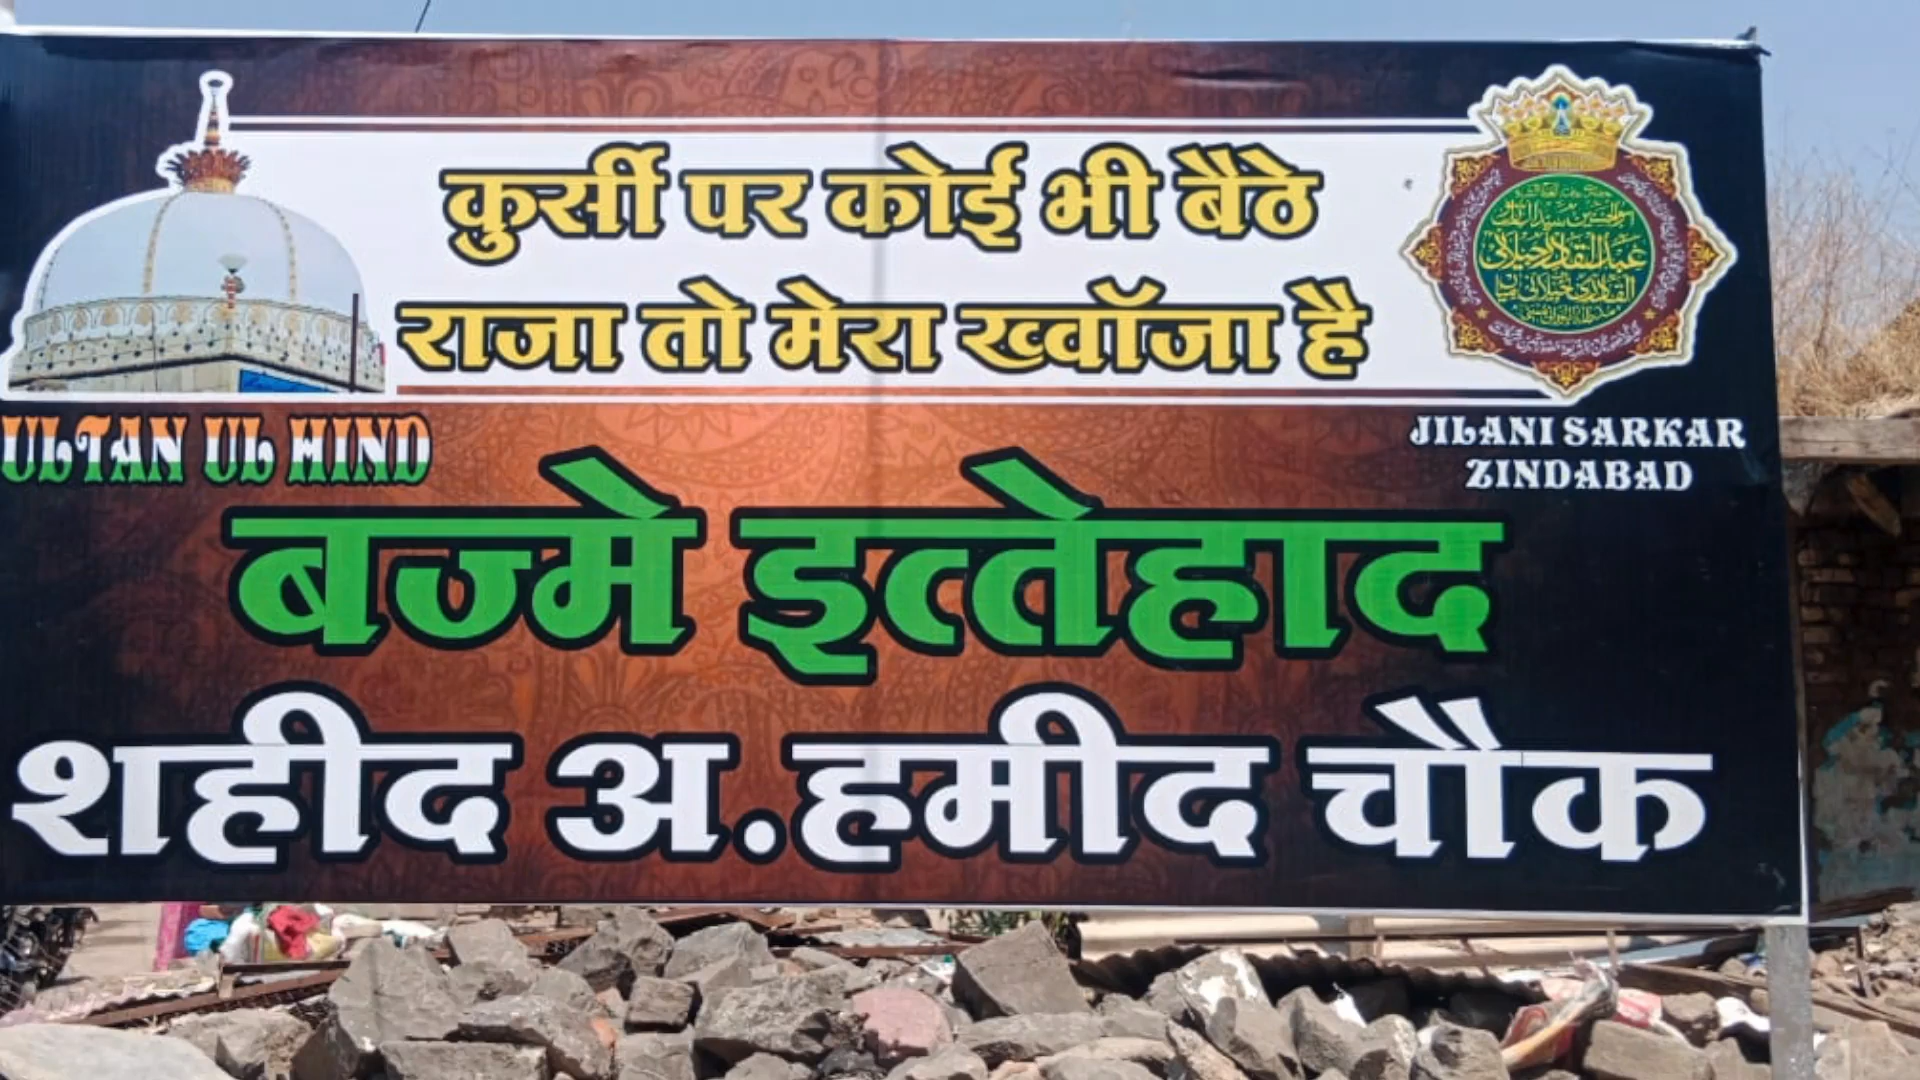 कुर्सी पर कोई भी बैठे
राजा तो मेरा ख्वॉजा है
ULTAN UL HIND
JILANI SARKAR
ZINDABAD
बज्मे इत्तेहाद
शहीद अ.हमीद चौक